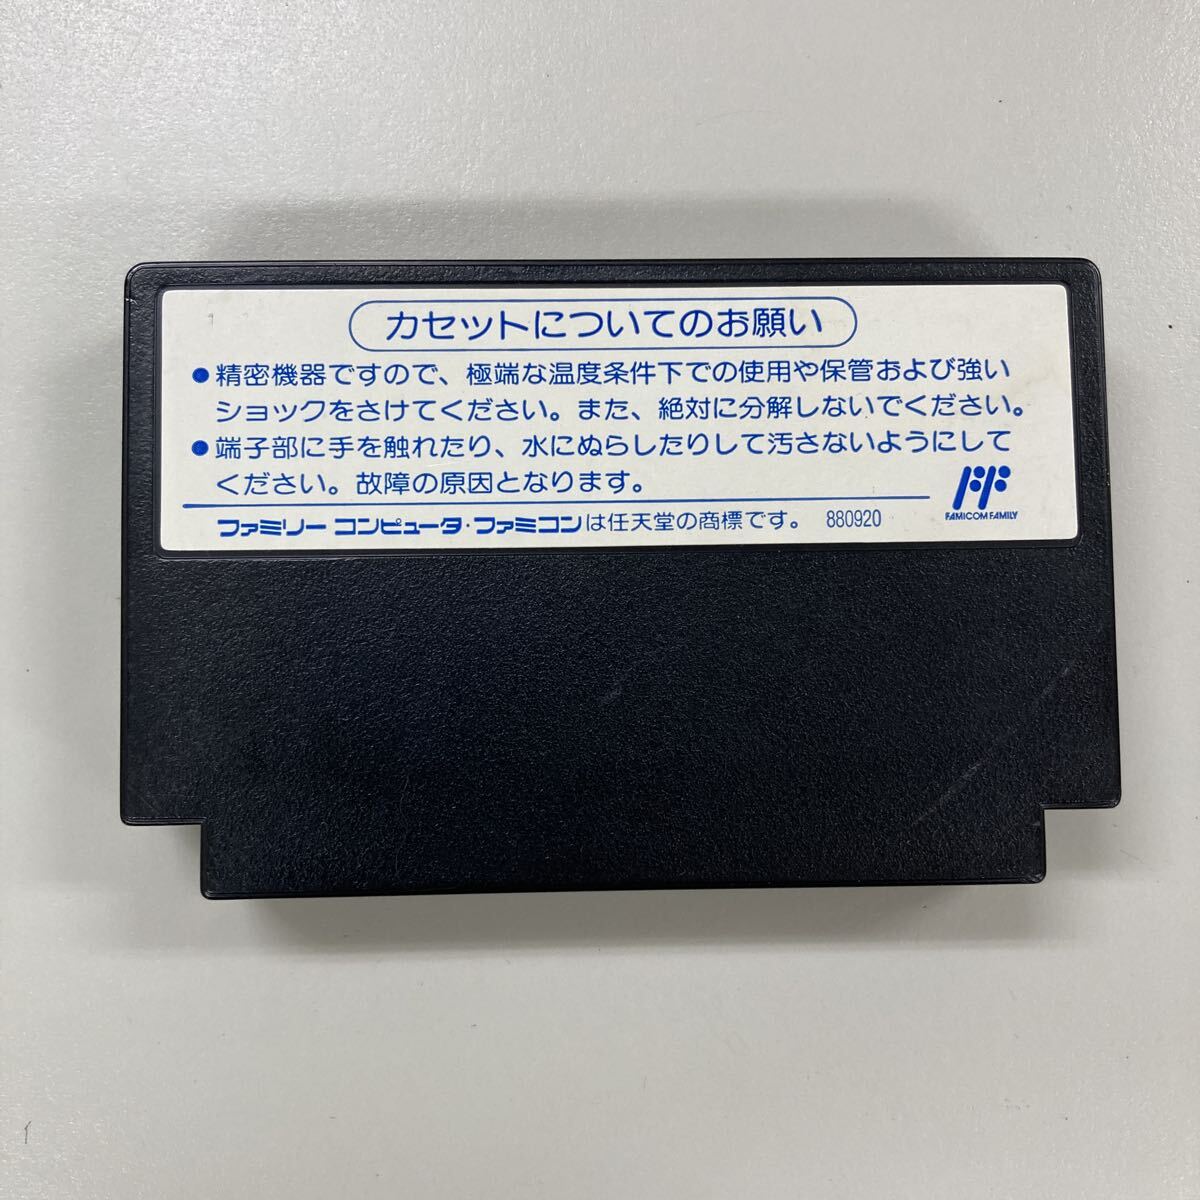 カセットについてのお願い
●精密機器ですので、極端な温度条件下での使用や保管および強い
ショックをさけてください。また、絶対に分解しないでください。
●端子部に手を触れたり、水にぬらしたりして汚さないようにして
ください。故障の原因となります。
FAMICOM FAMILY
ファミリーコンピュータ・ファミコンは任天堂の商標です。 880920